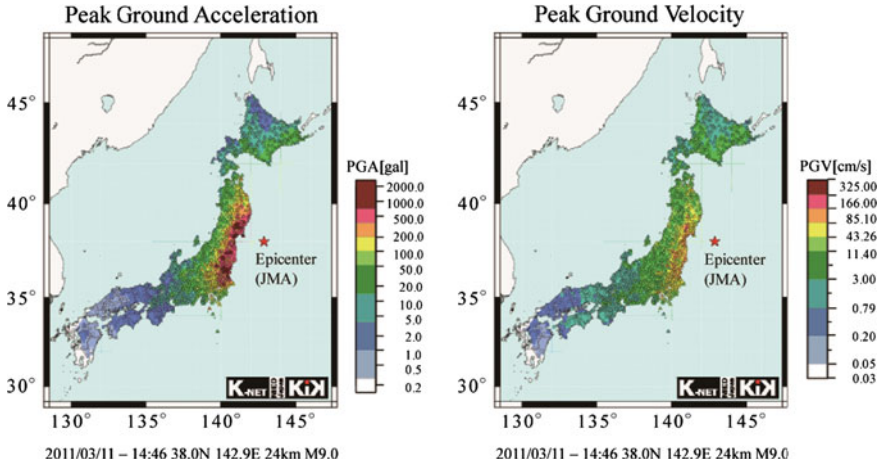 Peak Ground Acceleration
45°
40°
35°
30°
130°
135°
140°
145°
PGA[gal]
2000.0
1000.0
500.0
200.0
100.0
50.0
20.0
10.0
5.0
2.0
1.0
0.5
0.2
Epicenter
(JMA)
K-NET
KiK
2011/03/11 – 14:46 38.0N 142.9E 24km M9.0
Peak Ground Velocity
45°
40°
35°
30°
130°
135°
140°
145°
PGV[cm/s]
325.00
166.00
85.10
43.26
11.40
3.00
0.79
0.20
0.05
0.03
Epicenter
(JMA)
K-NET
KiK
2011/03/11 – 14:46 38.0N 142.9E 24km M9.0